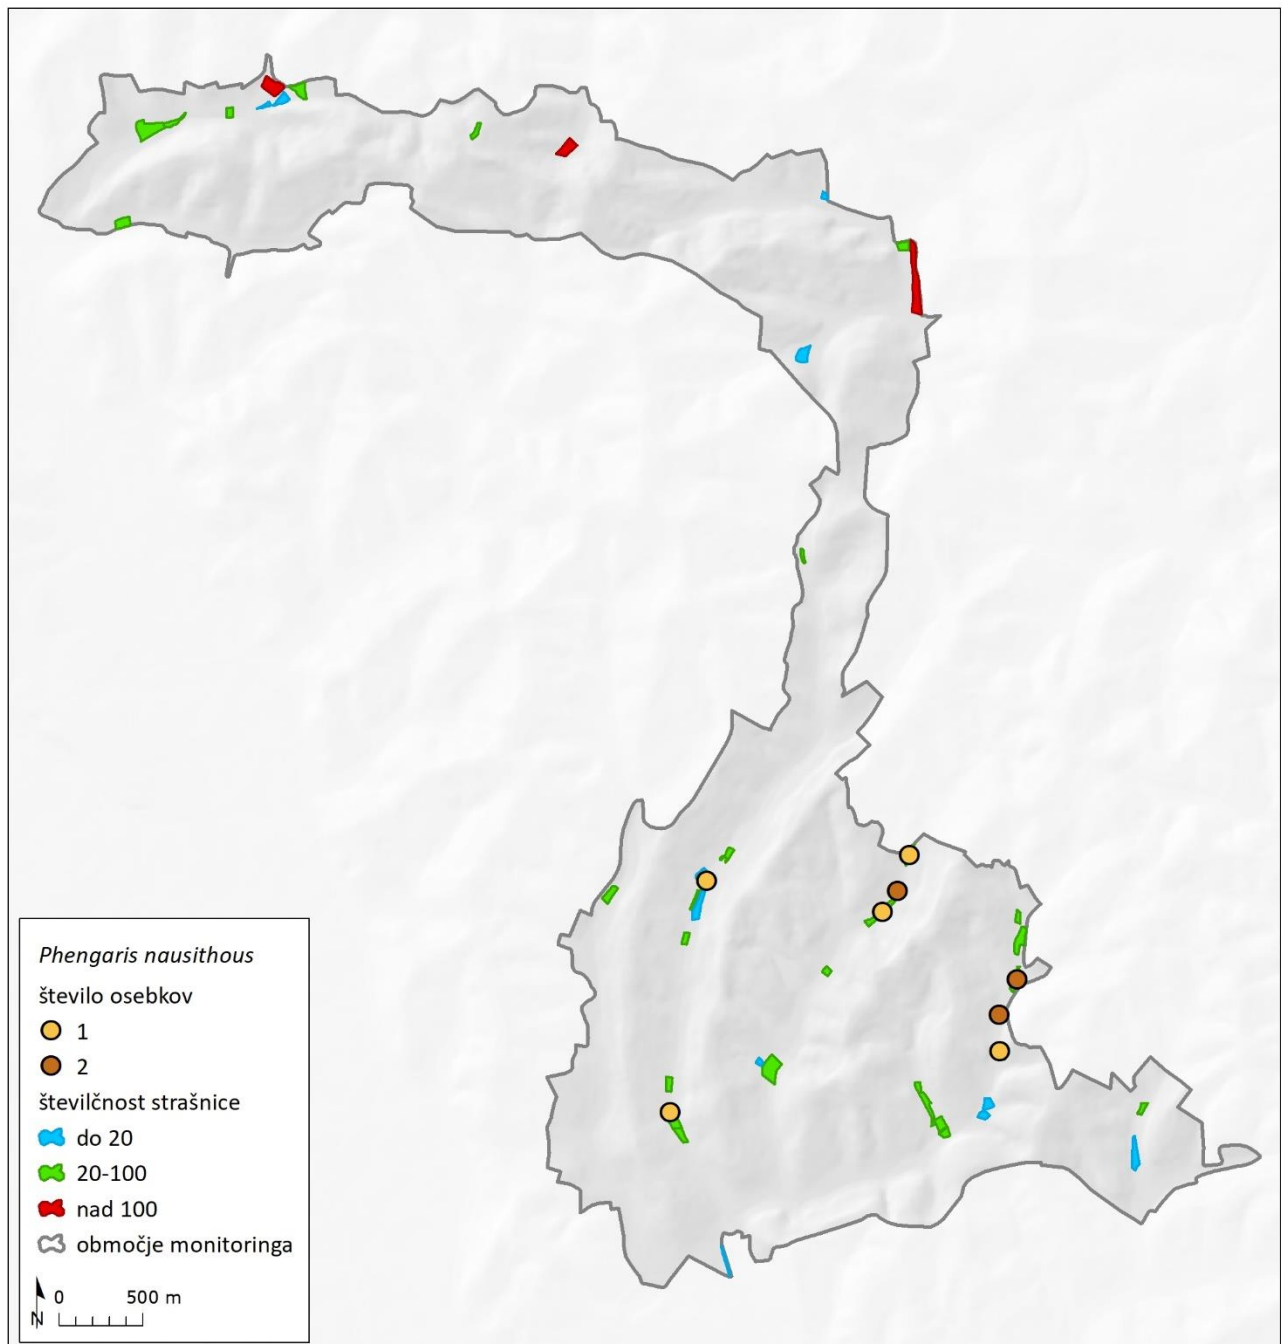 Phengaris nausithous
število osebkov
1
2
številčnost strašnice
do 20
20-100
nad 100
območje monitoringa
N 0 500 m